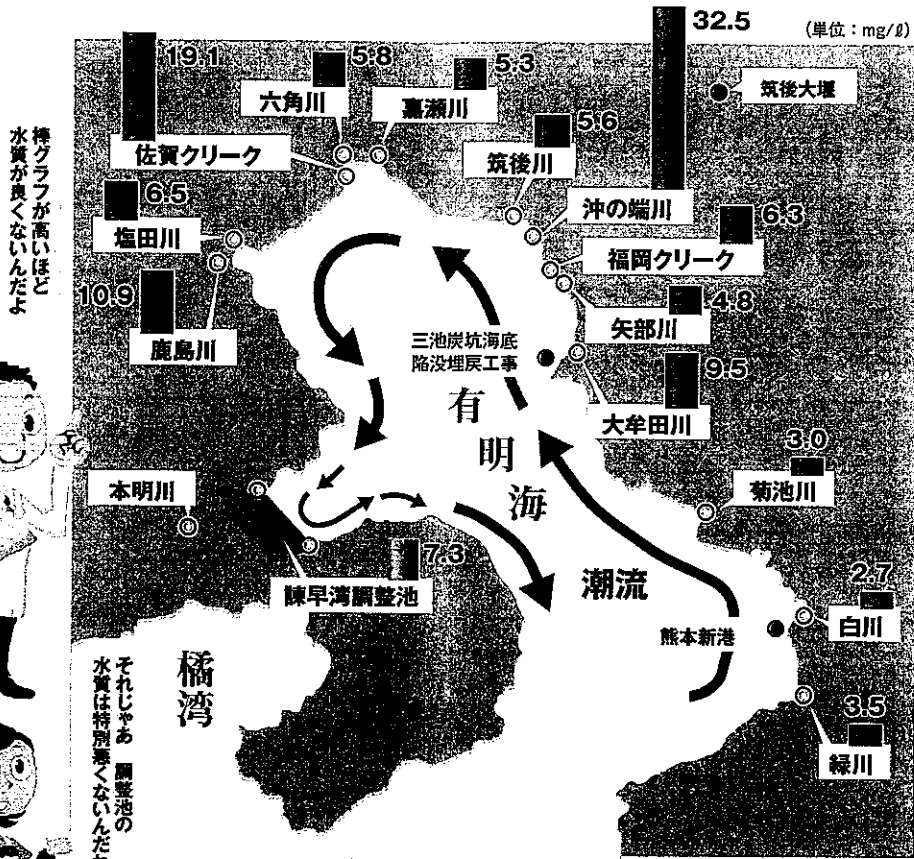 32.5
(単位：mg/ℓ)
筑後大堰
19.1
佐賀クリーク
5.8
六角川
5.3
嘉瀬川
5.6
筑後川
沖の端川
6.3
福岡クリーク
4.8
矢部川
9.5
大牟田川
3.0
菊池川
2.7
白川
3.5
緑川
熊本新港
6.5
塩田川
10.9
鹿島川
本明川
7.3
諫早湾調整池
三池炭坑海底
陥没埋戻工事
有明海
潮流
橘湾
棒グラフが高いほど
水質が良くないんだよ
それじゃあ 調整池の
水質は特別悪くないんだ